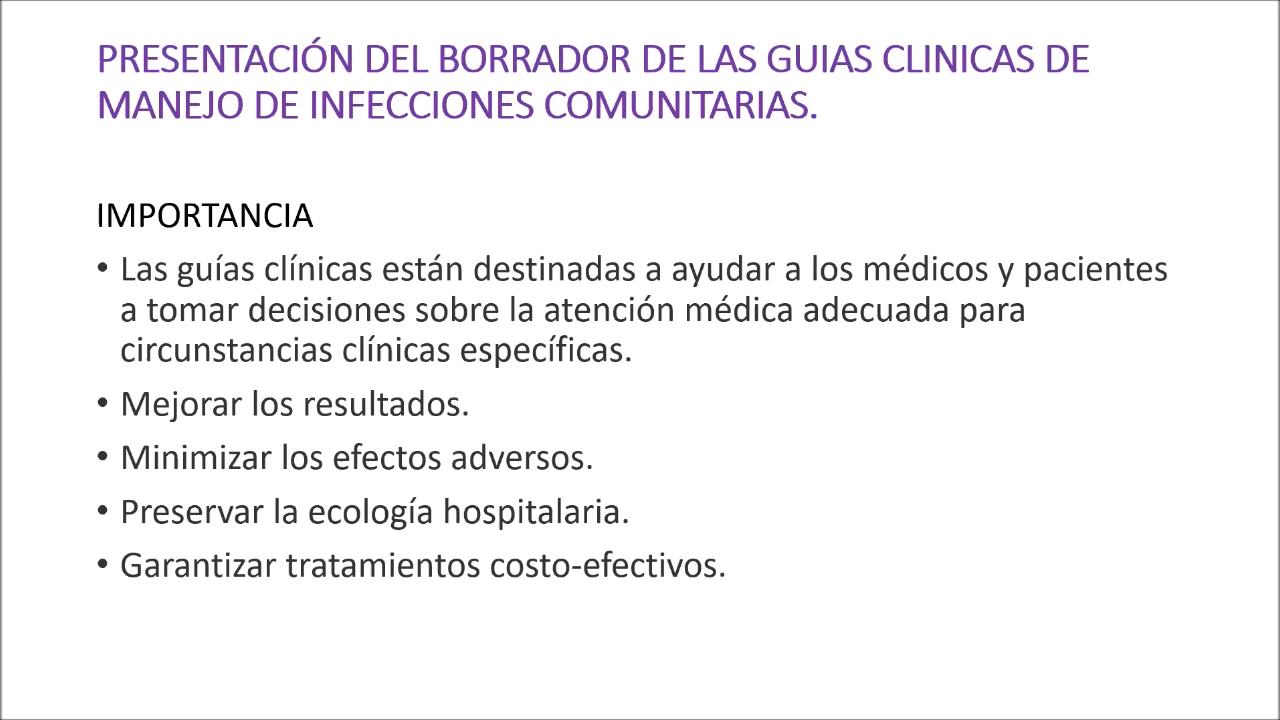 PRESENTACIÓN DEL BORRADOR DE LAS GUIAS CLINICAS DE
MANEJO DE INFECCIONES COMUNITARIAS.
IMPORTANCIA
• Las guías clínicas están destinadas a ayudar a los médicos y pacientes
a tomar decisiones sobre la atención médica adecuada para
circunstancias clínicas específicas.
• Mejorar los resultados.
• Minimizar los efectos adversos.
• Preservar la ecología hospitalaria.
• Garantizar tratamientos costo-efectivos.